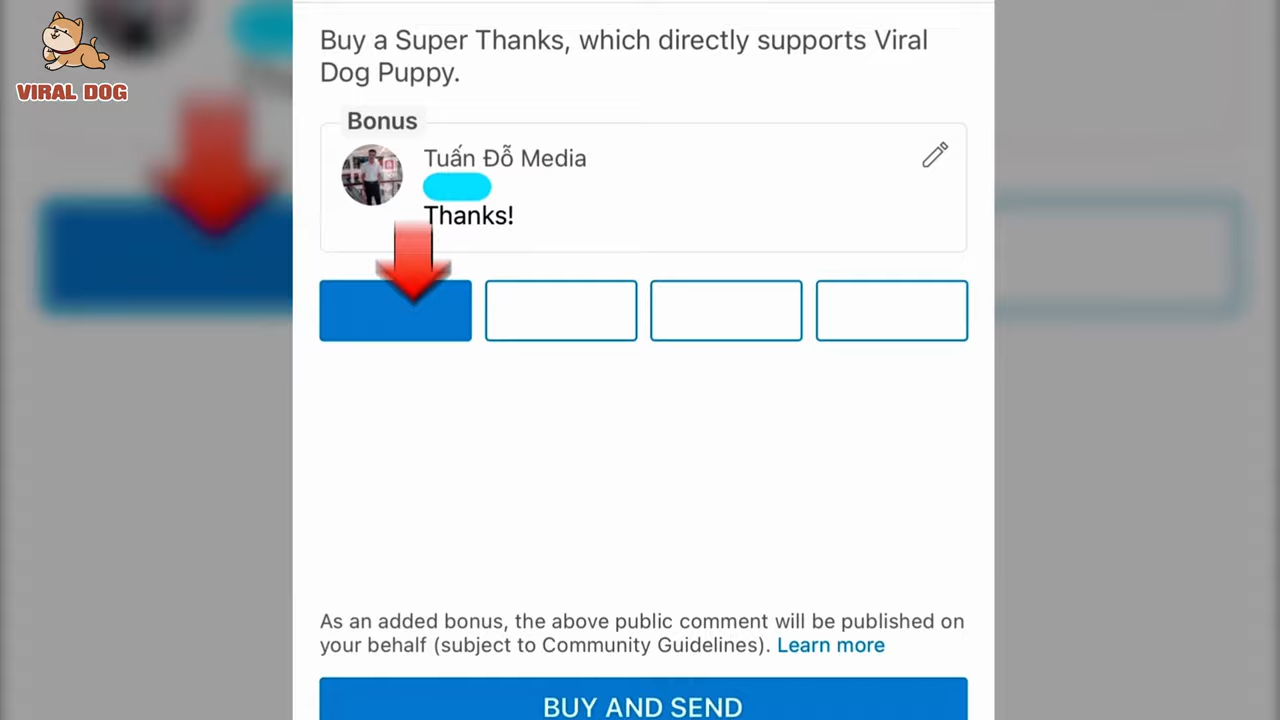 VIRAL DOG
Buy a Super Thanks, which directly supports Viral
Dog Puppy.
Bonus
Tuấn Đỗ Media
Thanks!
As an added bonus, the above public comment will be published on
your behalf (subject to Community Guidelines). Learn more
BUY AND SEND